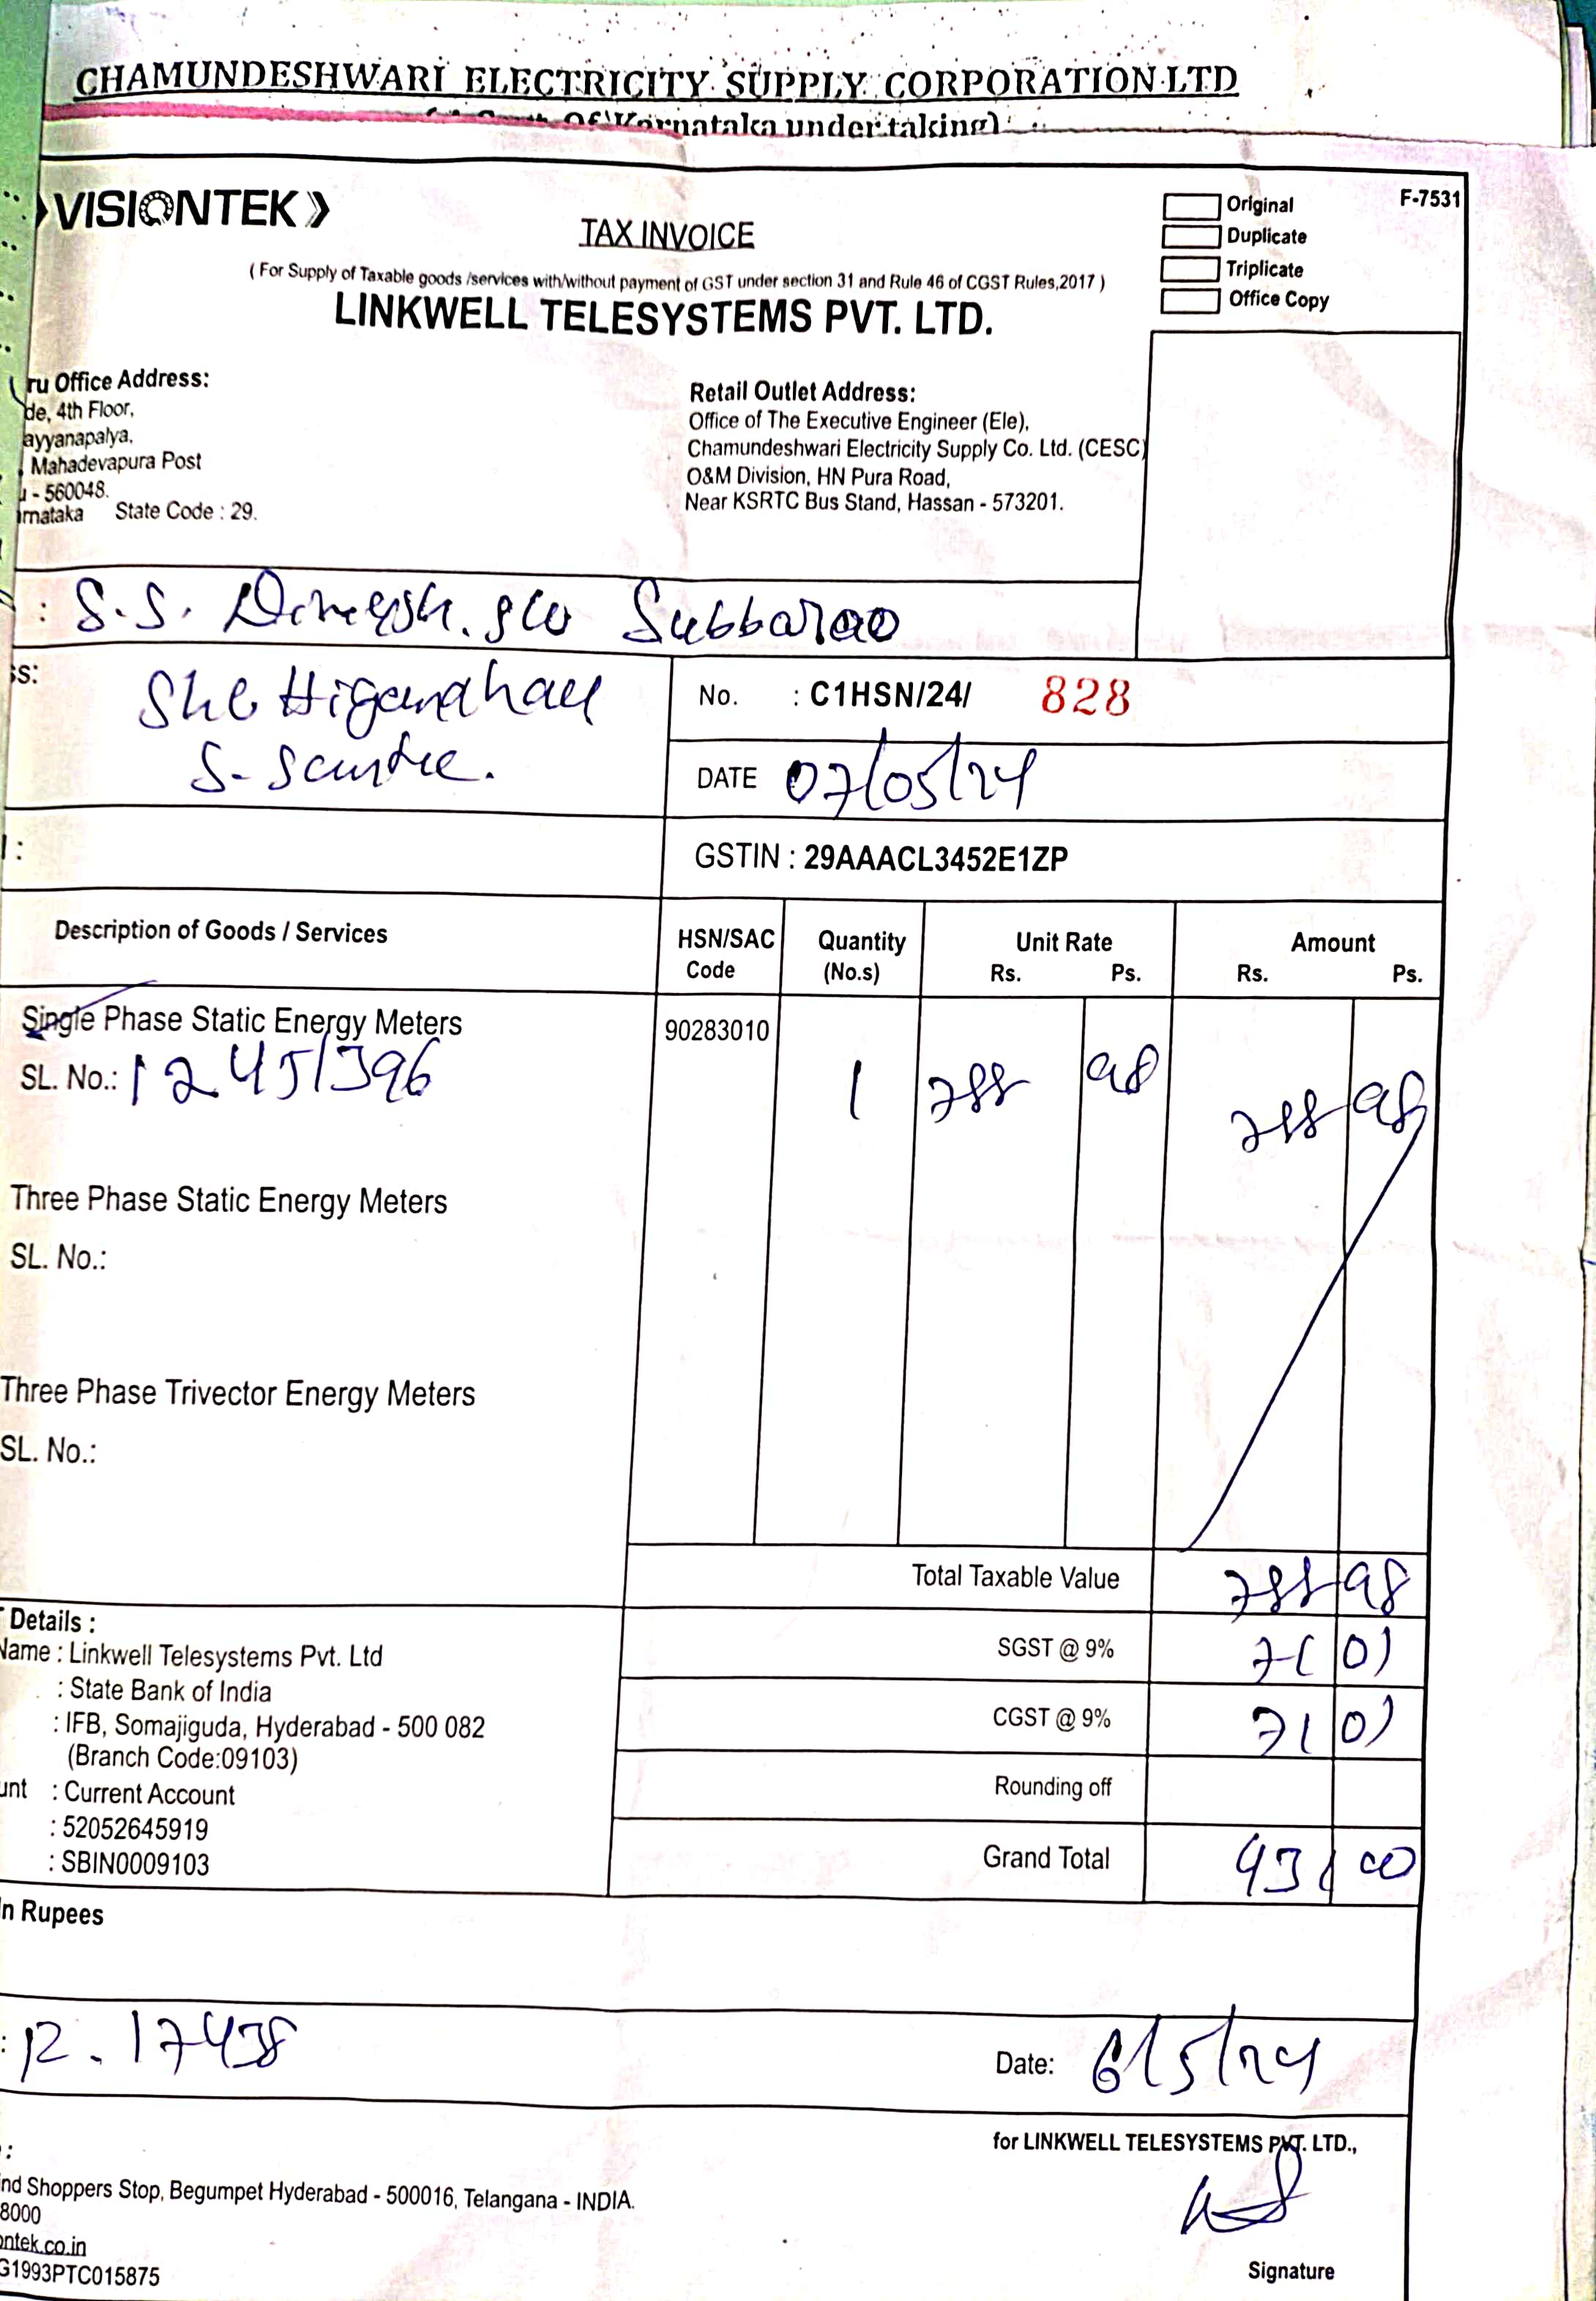 CHAMUNDESHWARI ELECTRICITY SUPPLY CORPORATION LTD
Of Karnataka undertaking)
VISIONTEK
TAX INVOICE
Original
Duplicate
Triplicate
Office Copy
F-7531
( For Supply of Taxable goods /services with/without payment of GST under section 31 and Rule 46 of CGST Rules,2017 )
LINKWELL TELESYSTEMS PVT. LTD.
ru Office Address:
de, 4th Floor,
ayyanapalya,
Mahadevapura Post
- 560048.
rnataka State Code : 29.
Retail Outlet Address:
Office of The Executive Engineer (Ele),
Chamundeshwari Electricity Supply Co. Ltd. (CESC)
O&M Division, HN Pura Road,
Near KSRTC Bus Stand, Hassan - 573201.
: S.S. Dinesh. S/o Subbarao
ss:
No. : C1HSN/24/ 828
DATE 07/05/24
GSTIN : 29AAACL3452E1ZP
Description of Goods / Services HSN/SAC Code Quantity (No.s) Unit Rate Rs. Ps. Amount Rs. Ps.
Single Phase Static Energy Meters 90283010
SL. No.: 12451396 1 788 98 788 98
Three Phase Static Energy Meters
SL. No.:
Three Phase Trivector Energy Meters
SL. No.:
Total Taxable Value 788 98
Details :
Name : Linkwell Telesystems Pvt. Ltd
: State Bank of India
: IFB, Somajiguda, Hyderabad - 500 082
(Branch Code:09103)
unt : Current Account
: 52052645919
: SBIN0009103
SGST @ 9% 71 01
CGST @ 9% 71 01
Rounding off
Grand Total 931 00
n Rupees
: R. 17438
Date: 6/5/24
for LINKWELL TELESYSTEMS PVT. LTD.,
:
nd Shoppers Stop, Begumpet Hyderabad - 500016, Telangana - INDIA.
8000
ontek.co.in
G1993PTC015875
Signature